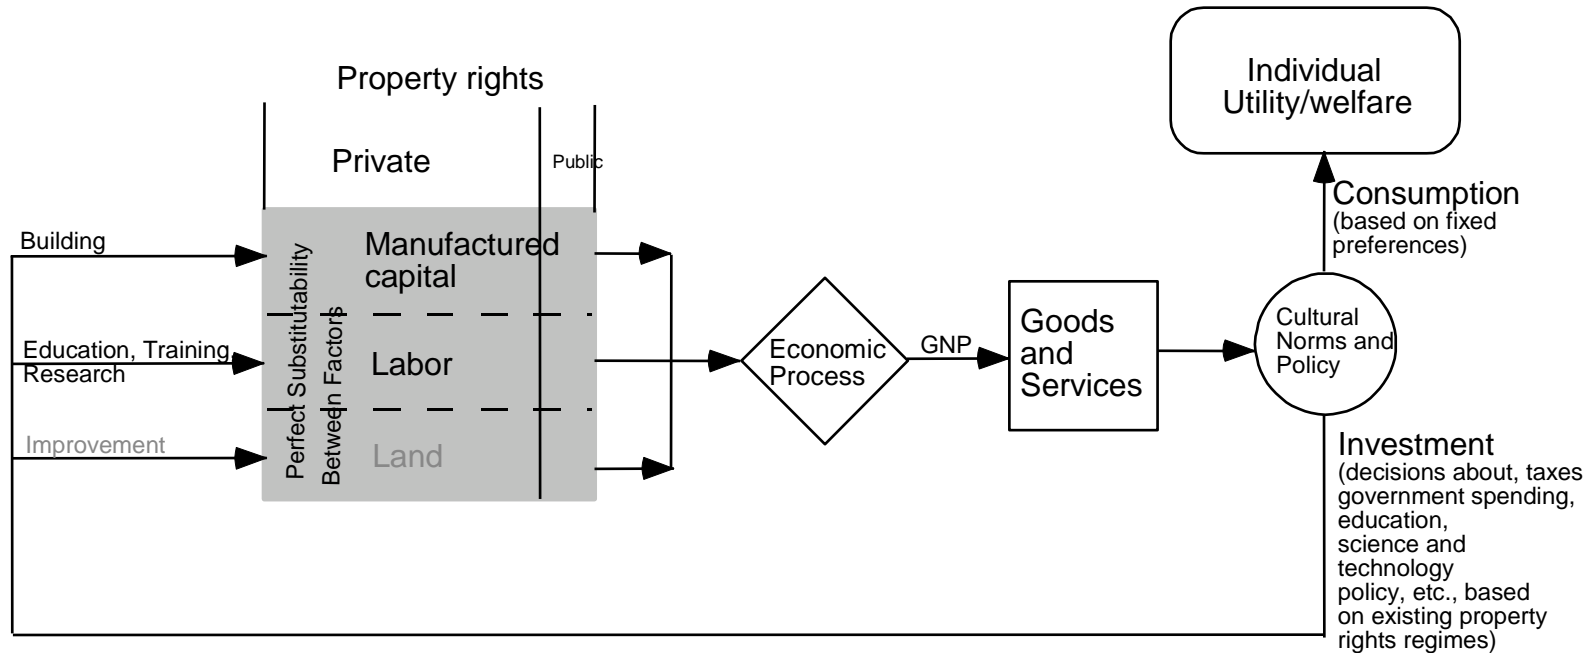 Property rights
Private
Public
Building
Education, Training,
Research
Improvement
Perfect Substitutability
Between Factors
Manufactured
capital
Labor
Land
Economic
Process
GNP
Goods
and
Services
Cultural
Norms and
Policy
Individual
Utility/welfare
Consumption
(based on fixed
preferences)
Investment
(decisions about, taxes
government spending,
education,
science and
technology
policy, etc., based
on existing property
rights regimes)